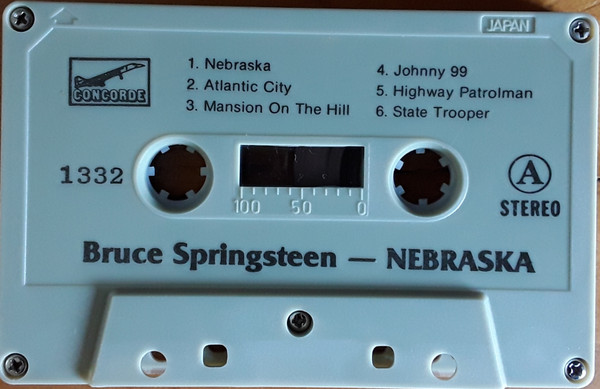 JAPAN
CONCORDE
1. Nebraska
2. Atlantic City
3. Mansion On The Hill
4. Johnny 99
5. Highway Patrolman
6. State Trooper
1332
100 50 0
A
STEREO
Bruce Springsteen — NEBRASKA